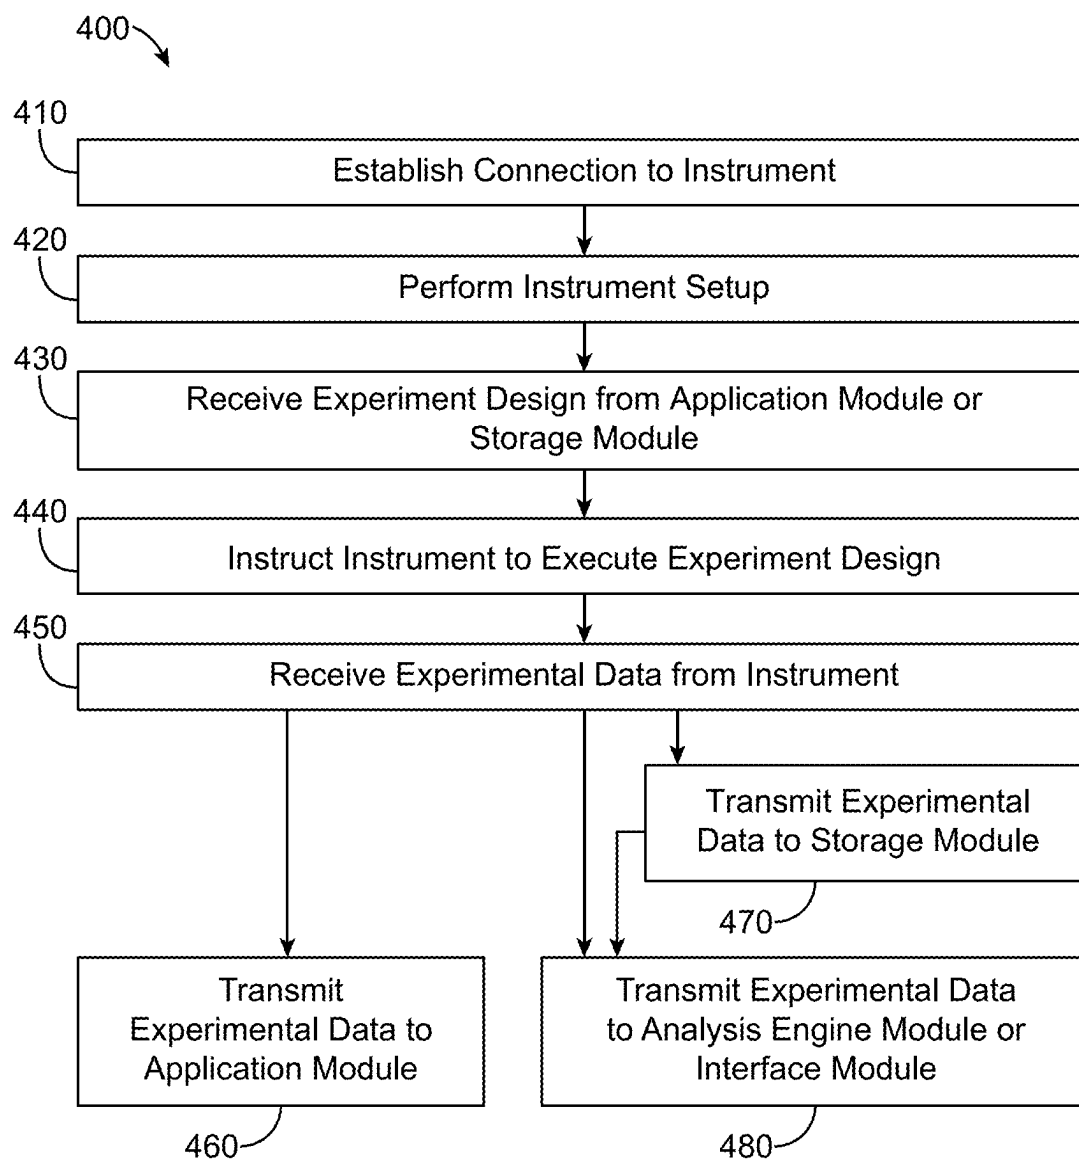 400
410
Establish Connection to Instrument
420
Perform Instrument Setup
430
Receive Experiment Design from Application Module or
Storage Module
440
Instruct Instrument to Execute Experiment Design
450
Receive Experimental Data from Instrument
Transmit Experimental
Data to Storage Module
470
Transmit
Experimental Data to
Application Module
460
Transmit Experimental Data
to Analysis Engine Module or
Interface Module
480